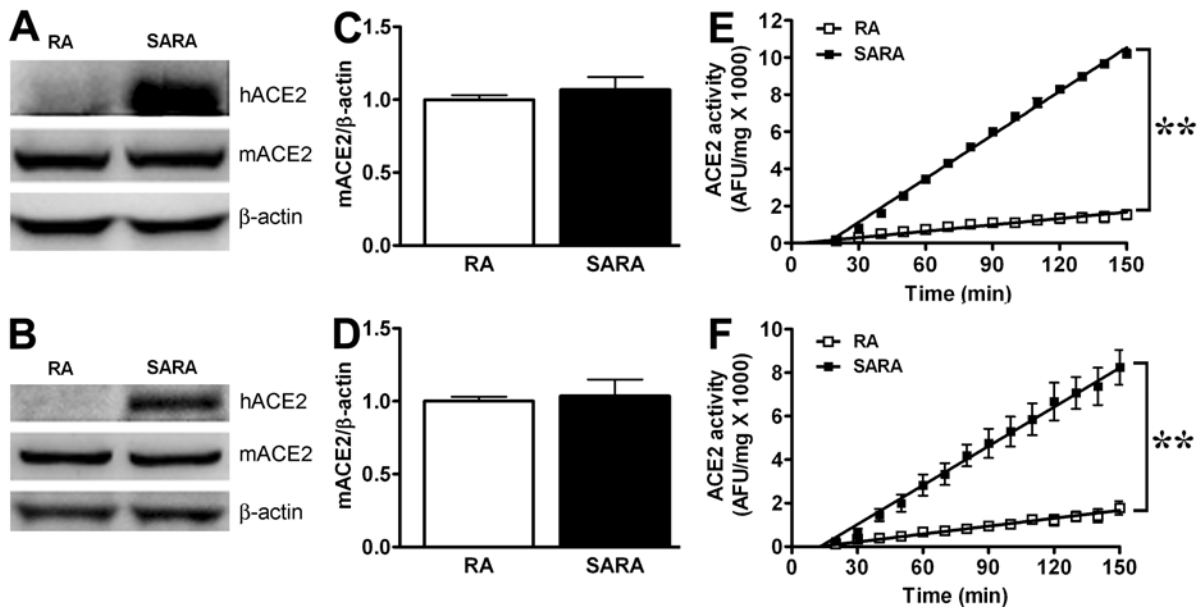 A
RA SARA
hACE2
mACE2
β-actin
B
RA SARA
hACE2
mACE2
β-actin
C
mACE2/β-actin
1.5
1.0
0.5
0.0
RA SARA
D
mACE2/β-actin
1.5
1.0
0.5
0.0
RA SARA
E
RA
SARA
ACE2 activity
(AFU/mg X 1000)
12
10
8
6
4
2
0
0 30 60 90 120 150
Time (min)
**
F
RA
SARA
ACE2 activity
(AFU/mg X 1000)
10
8
6
4
2
0
0 30 60 90 120 150
Time (min)
**